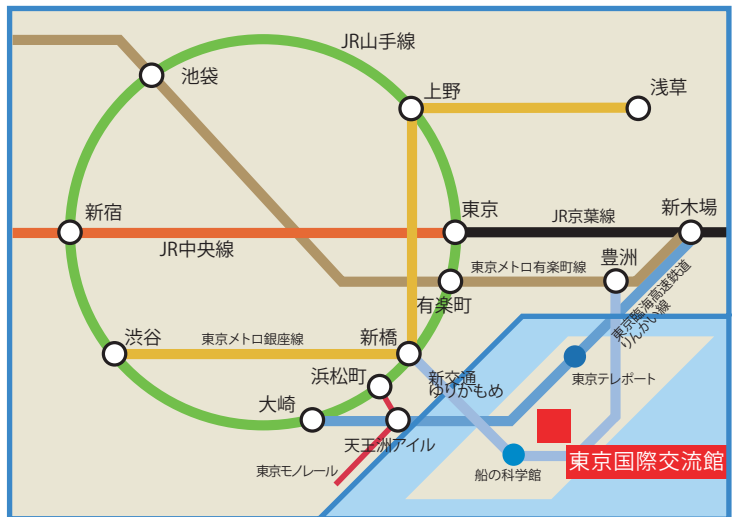 JR山手線
池袋
上野
浅草
新宿
東京
JR京葉線
新木場
JR中央線
東京メトロ有楽町線
豊洲
有楽町
東京臨海高速鉄道
りんかい線
渋谷
東京メトロ銀座線
新橋
浜松町
新交通
ゆりかもめ
東京テレポート
大崎
天王洲アイル
東京モノレール
船の科学館
東京国際交流館